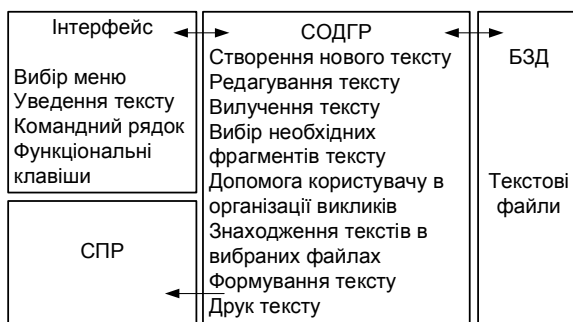 Інтерфейс
Вибір меню
Уведення тексту
Командний рядок
Функціональні
клавіши
СПР
СОДГР
Створення нового тексту
Редагування тексту
Вилучення тексту
Вибір необхідних
фрагментів тексту
Допомога користувачу в
організації викликів
Знаходження текстів в
вибраних файлах
Формування тексту
Друк тексту
БЗД
Текстові
файли